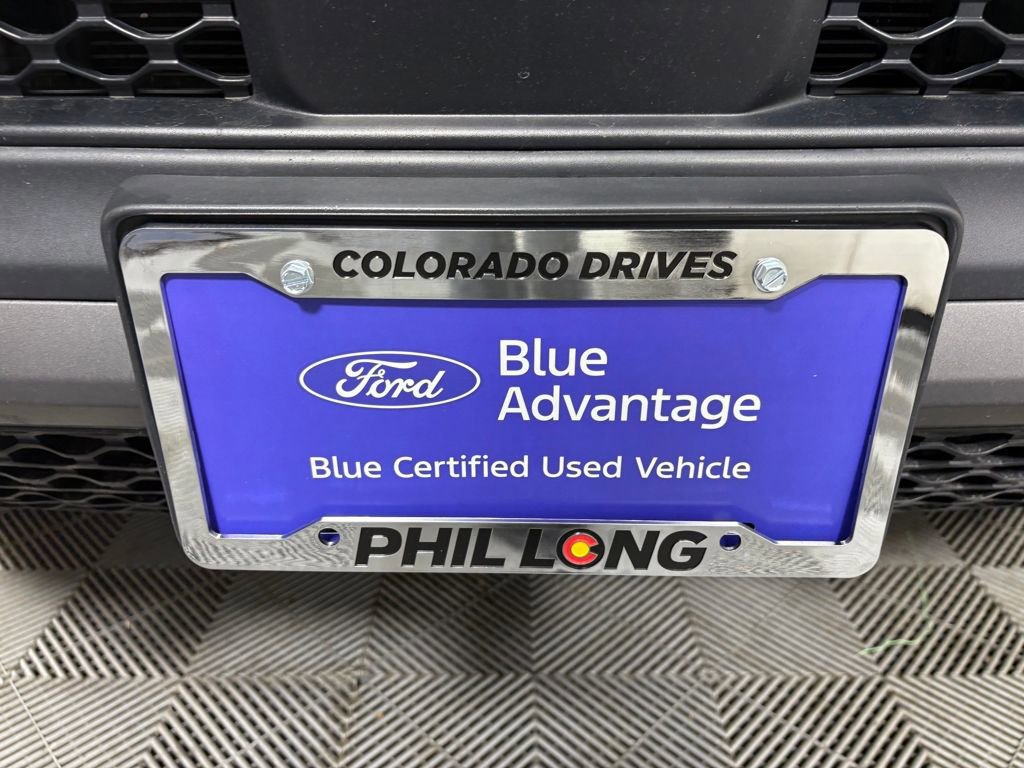 COLORADO DRIVES
Ford
Blue
Advantage
Blue Certified Used Vehicle
PHIL LONG